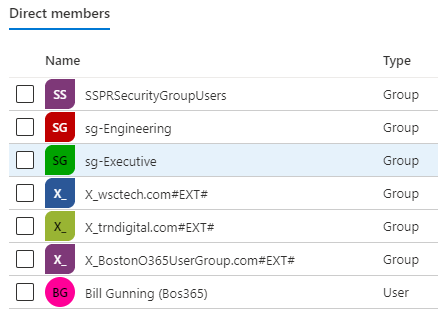 Direct members
Name Type
SS SSPRSecurityGroupUsers Group
SG sg-Engineering Group
SG sg-Executive Group
X_ X_wsctech.com#EXT# Group
X_ X_trndigital.com#EXT# Group
X_ X_BostonO365UserGroup.com#EXT# Group
BG Bill Gunning (Bos365) User